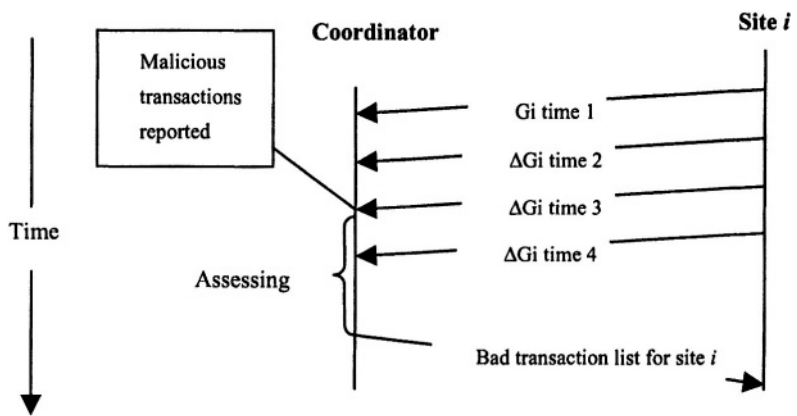 Coordinator
Site i
Malicious
transactions
reported
Gi time 1
ΔGi time 2
ΔGi time 3
Time
ΔGi time 4
Assessing
Bad transaction list for site i